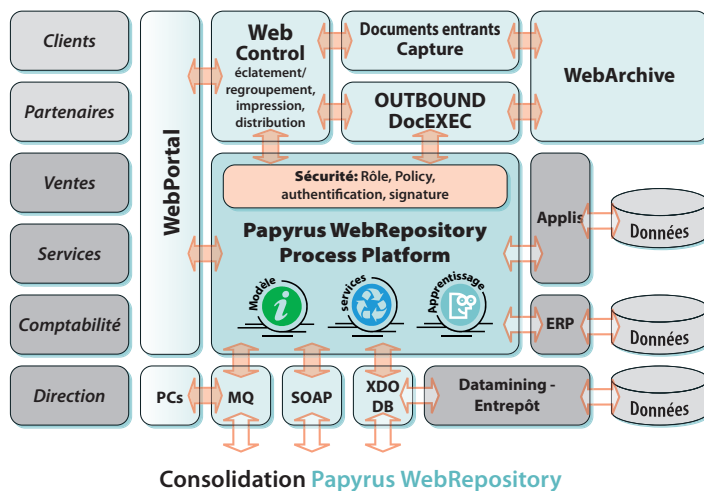 Clients
Partenaires
Ventes
Services
Comptabilité
Direction
WebPortal
PCs
Web
Control
éclatement/
regroupement,
impression,
distribution
Documents entrants
Capture
OUTBOUND
DocEXEC
WebArchive
Sécurité: Rôle, Policy,
authentification, signature
Papyrus WebRepository
Process Platform
Modèle
services
Apprentissage
Applis
ERP
Données
Données
Données
MQ
SOAP
XDO
DB
Datamining -
Entrepôt
Consolidation Papyrus WebRepository